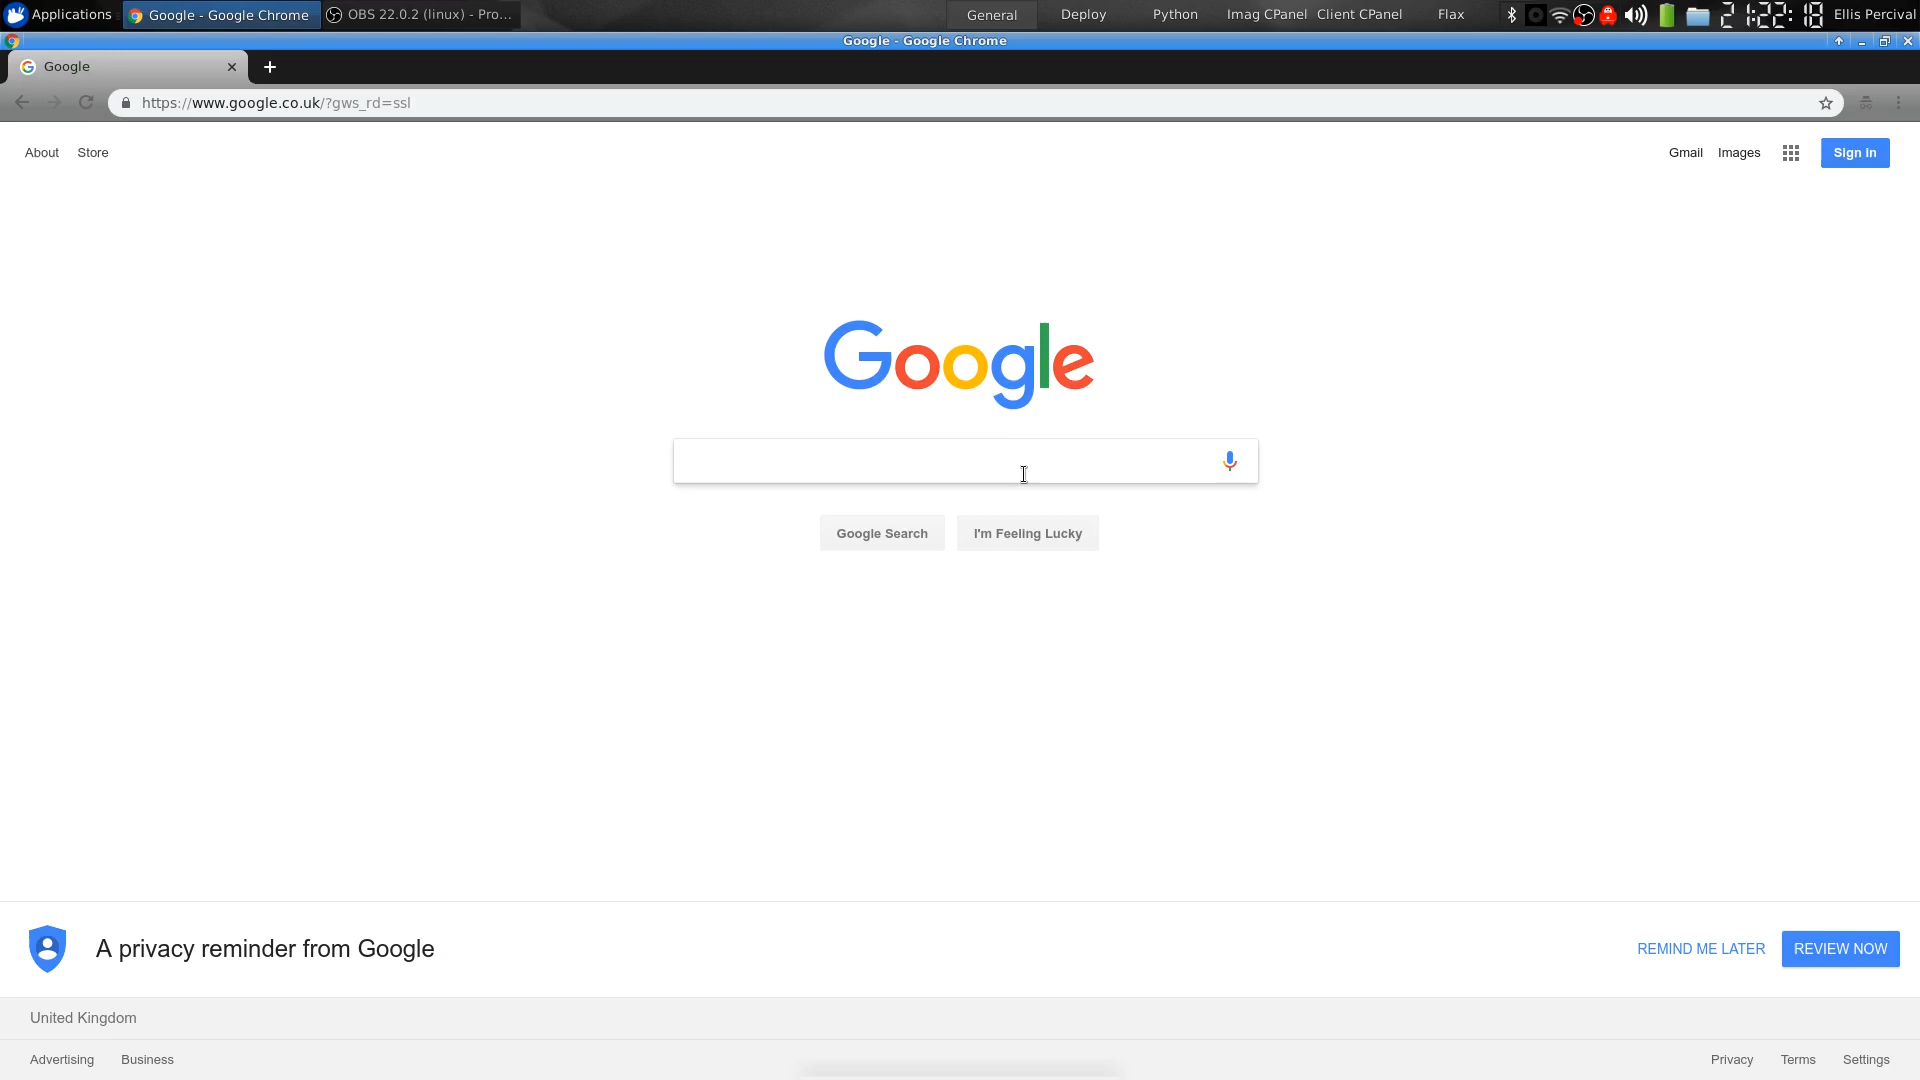 Applications Google - Google Chrome OBS 22.0.2 (linux) - Pro... General Deploy Python Imag CPanel Client CPanel Flax 21:22:18 Ellis Percival
Google - Google Chrome
Google
https://www.google.co.uk/?gws_rd=ssl
About Store Gmail Images Sign in
Google
Google Search I'm Feeling Lucky
A privacy reminder from Google REMIND ME LATER REVIEW NOW
United Kingdom
Advertising Business Privacy Terms Settings